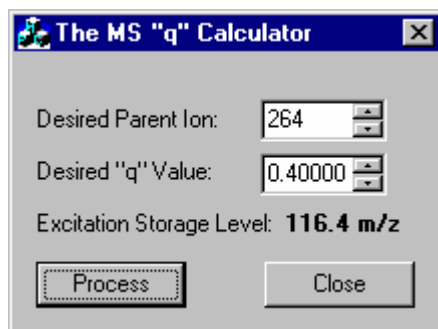 The MS "q" Calculator
Desired Parent Ion: 264
Desired "q" Value: 0.40000
Excitation Storage Level: 116.4 m/z
Process Close